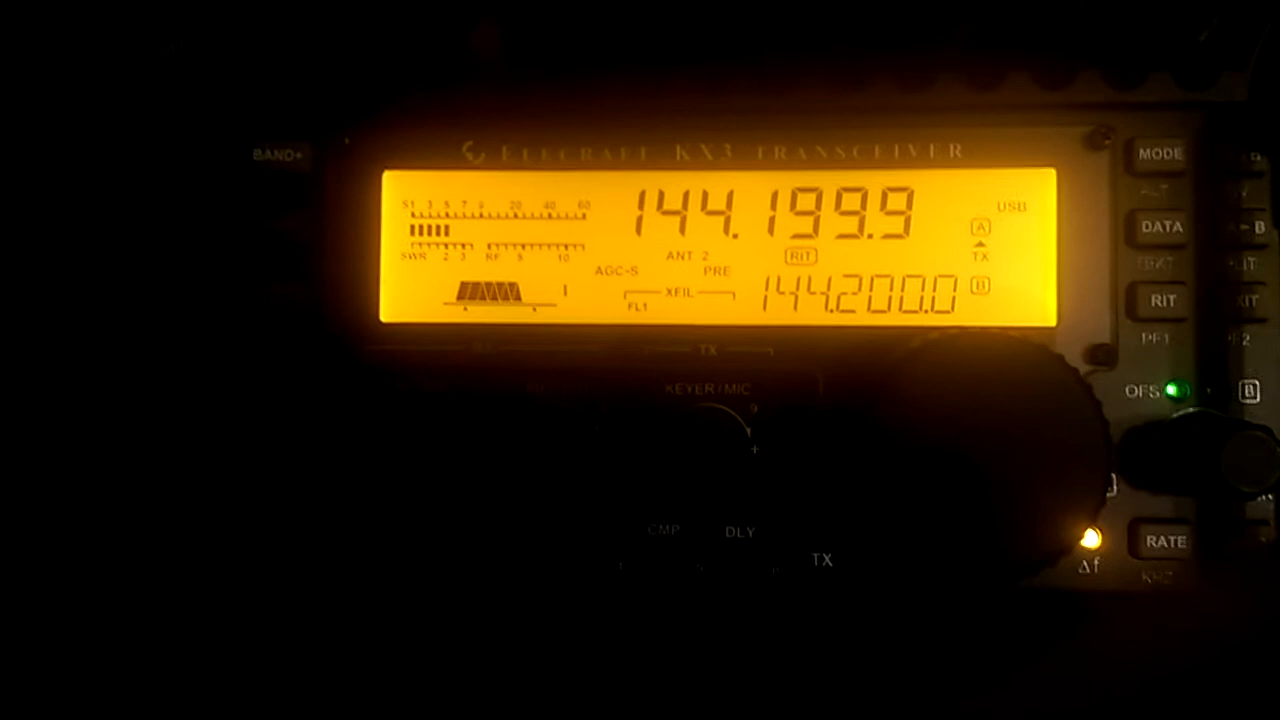 BAND+
ELECRAFT KX3 TRANSCEIVER
MODE
ALT
S1 3 5 7 9 20 40 60
144.199.9
USB
A
DATA
B
SWR 2 3 RF 5 10
ANT 2
RIT
TX
AGC-S
PRE
XFIL
FL1
144.200.0
B
RIT
PF1
TX
KEYER/MIC
OFS
B
+
CMP
DLY
TX
RATE
Δf
KHZ